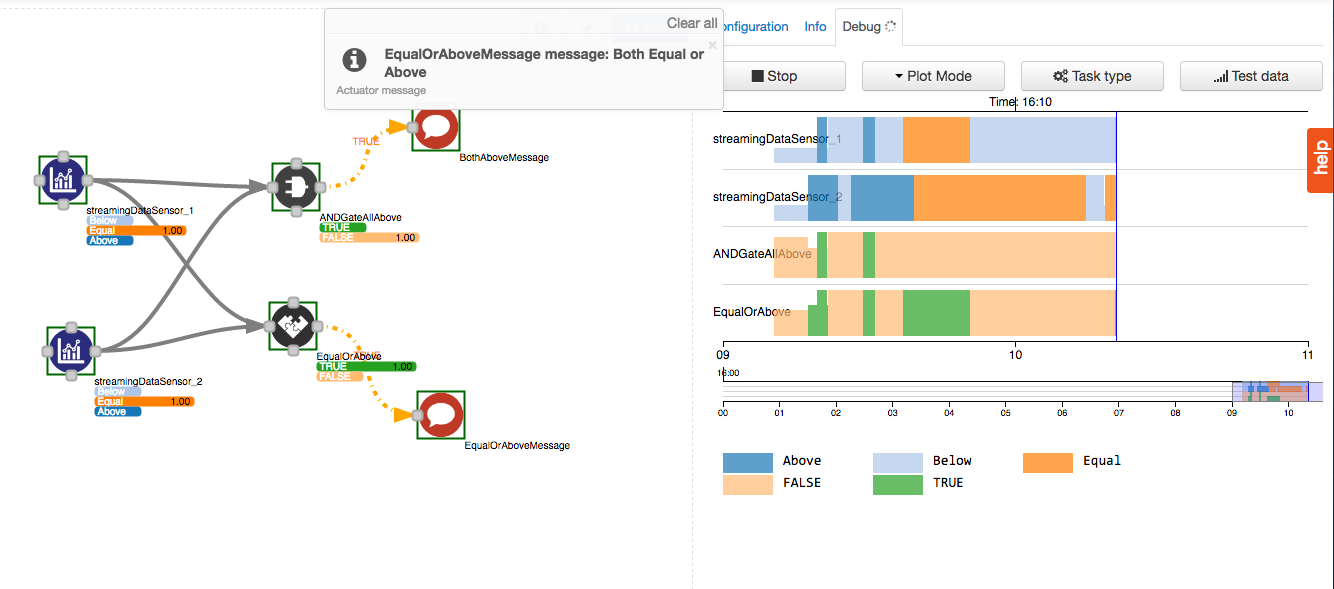 Clear all
EqualOrAboveMessage message: Both Equal or
Above
Actuator message
TRUE
BothAboveMessage
streamingDataSensor_1
Below
Equal 1.00
Above
ANDGateAllAbove
TRUE
FALSE 1.00
streamingDataSensor_2
Below
Equal 1.00
Above
EqualOrAbove
TRUE
TRUE 1.00
FALSE
EqualOrAboveMessage
onfiguration Info Debug
Stop Plot Mode Task type Test data
Time: 16:10
help
streamingDataSensor_1
streamingDataSensor_2
ANDGateAllAbove
EqualOrAbove
09 10 11
16:00
00 01 02 03 04 05 06 07 08 09 10
Above Below Equal
FALSE TRUE